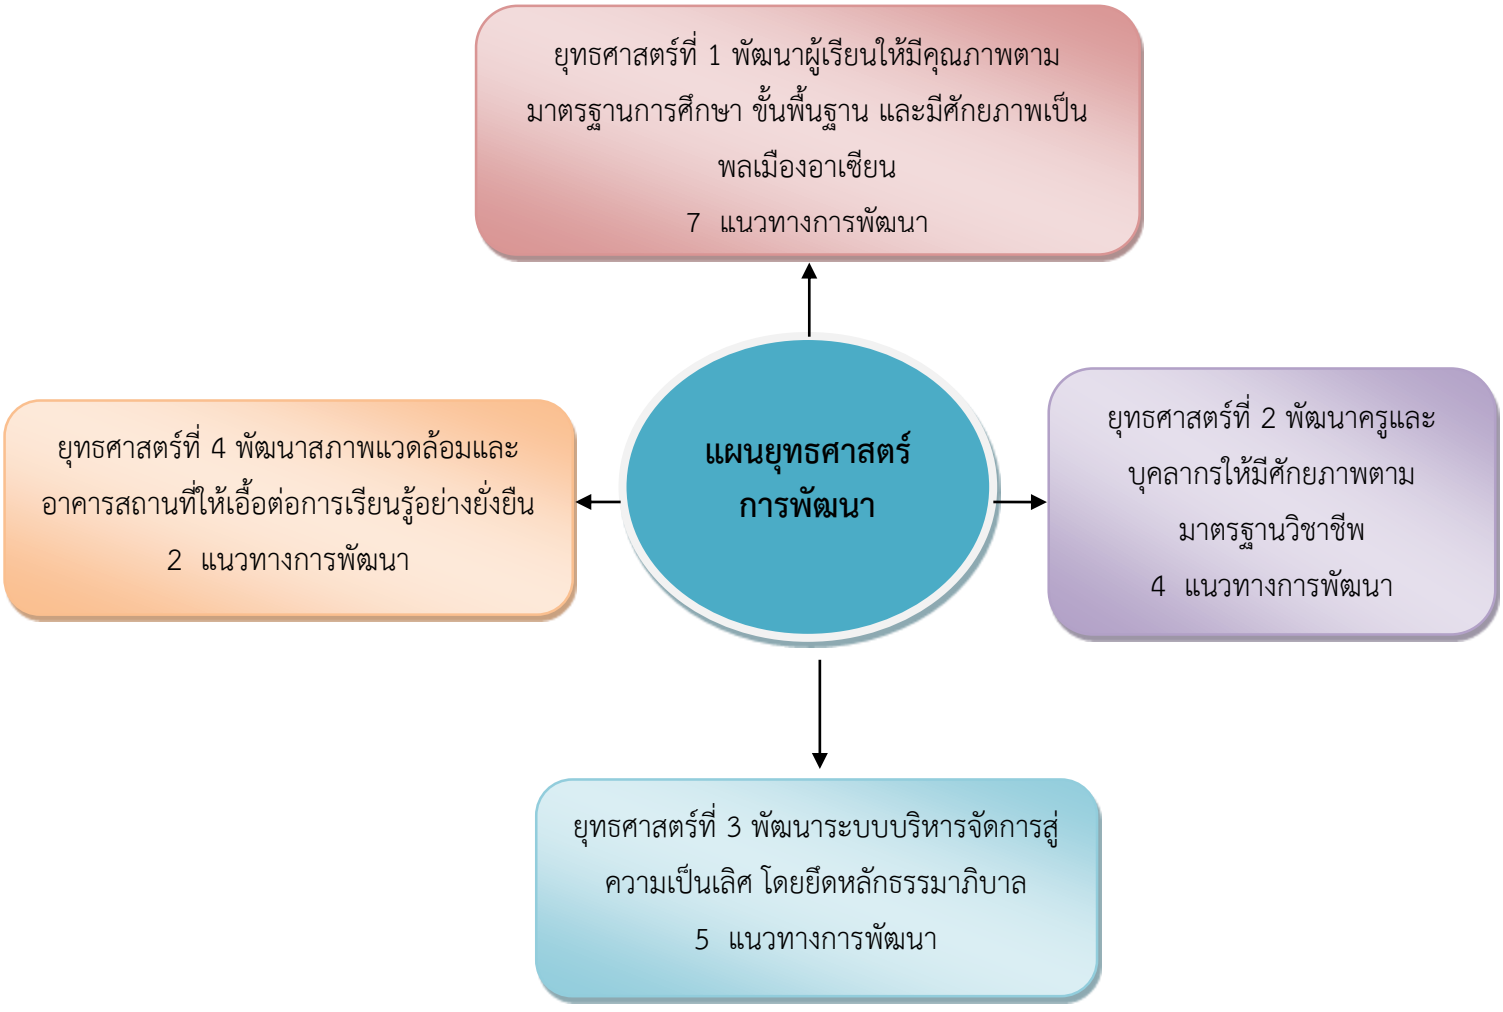 ยุทธศาสตร์ที่ 1 พัฒนาผู้เรียนให้มีคุณภาพตาม
มาตรฐานการศึกษา ขั้นพื้นฐาน และมีศักยภาพเป็น
พลเมืองอาเซียน
7 แนวทางการพัฒนา
แผนยุทธศาสตร์
การพัฒนา
ยุทธศาสตร์ที่ 2 พัฒนาครูและ
บุคลากรให้มีศักยภาพตาม
มาตรฐานวิชาชีพ
4 แนวทางการพัฒนา
ยุทธศาสตร์ที่ 4 พัฒนาสภาพแวดล้อมและ
อาคารสถานที่ให้เอื้อต่อการเรียนรู้อย่างยั่งยืน
2 แนวทางการพัฒนา
ยุทธศาสตร์ที่ 3 พัฒนาระบบบริหารจัดการสู่
ความเป็นเลิศ โดยยึดหลักธรรมาภิบาล
5 แนวทางการพัฒนา